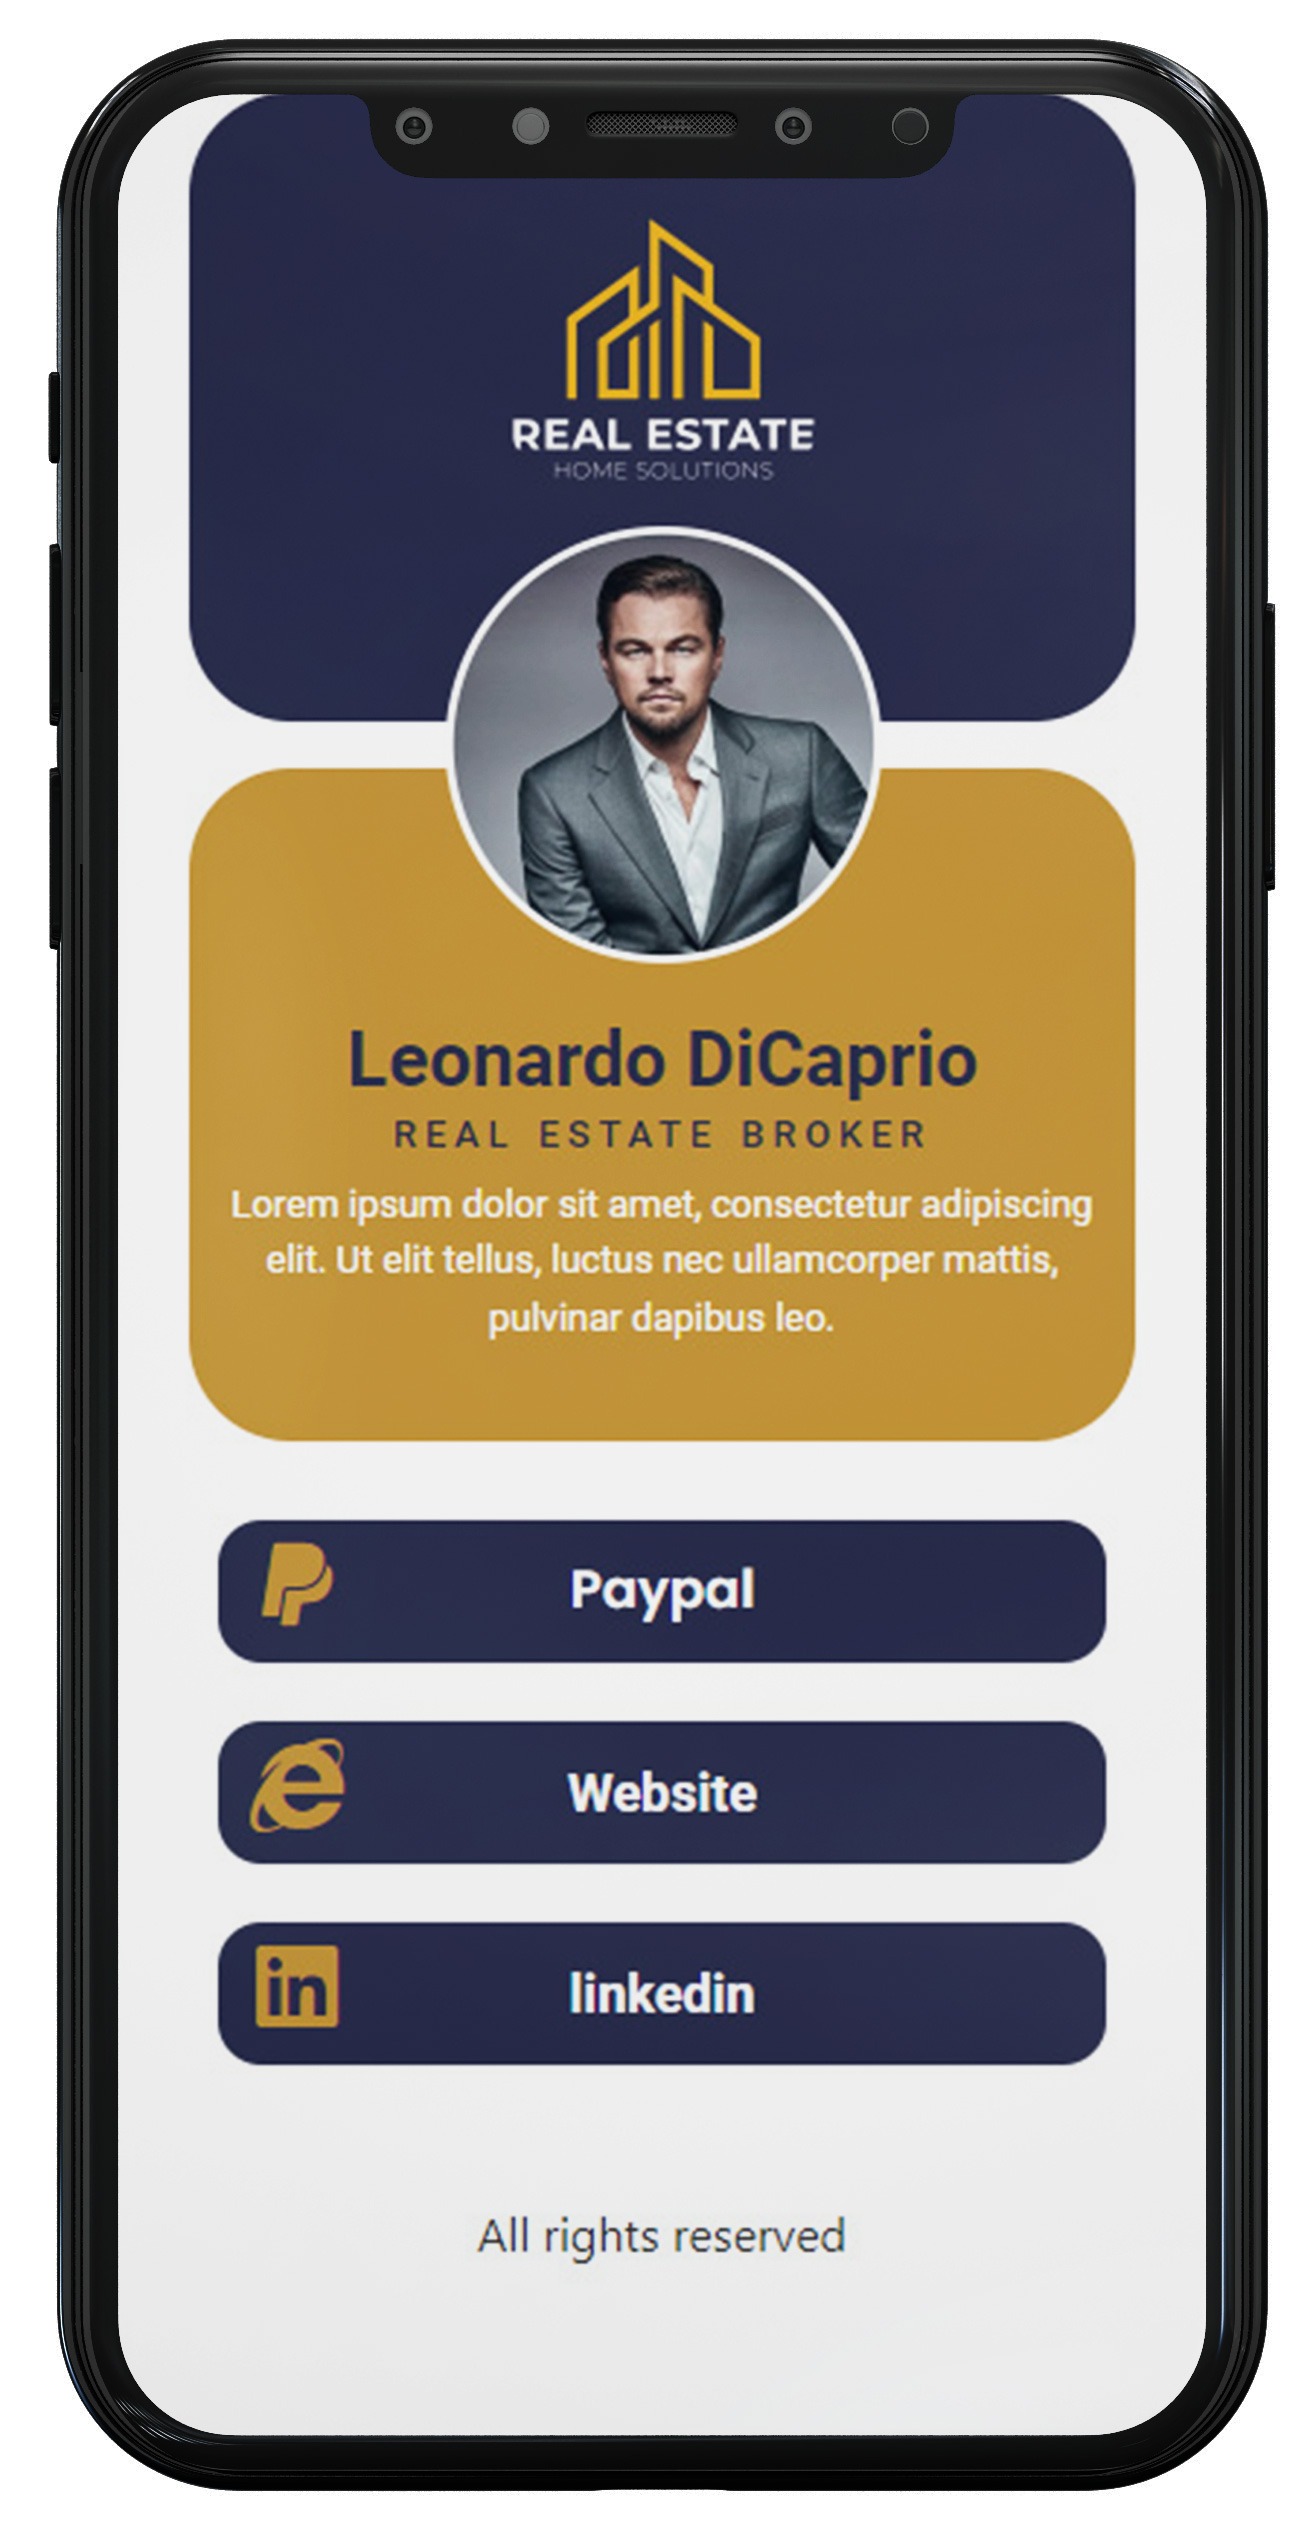 REAL ESTATE
HOME SOLUTIONS
Leonardo DiCaprio
REAL ESTATE BROKER
Lorem ipsum dolor sit amet, consectetur adipiscing
elit. Ut elit tellus, luctus nec ullamcorper mattis,
pulvinar dapibus leo.
Paypal
Website
in
linkedin
All rights reserved